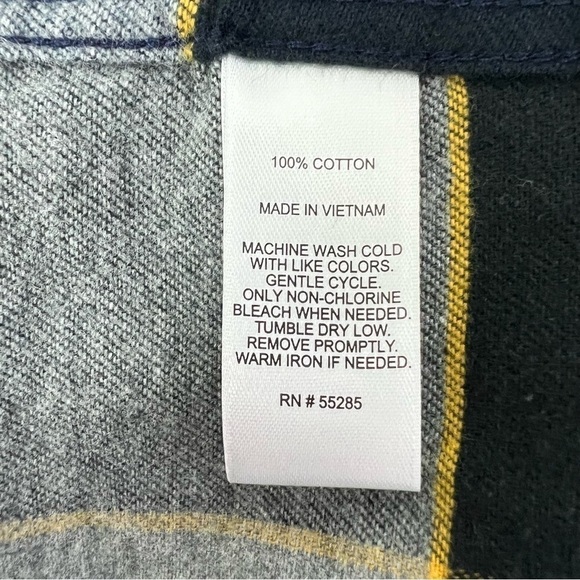 100% COTTON
MADE IN VIETNAM
MACHINE WASH COLD
WITH LIKE COLORS.
GENTLE CYCLE.
ONLY NON-CHLORINE
BLEACH WHEN NEEDED.
TUMBLE DRY LOW.
REMOVE PROMPTLY.
WARM IRON IF NEEDED.
RN # 55285